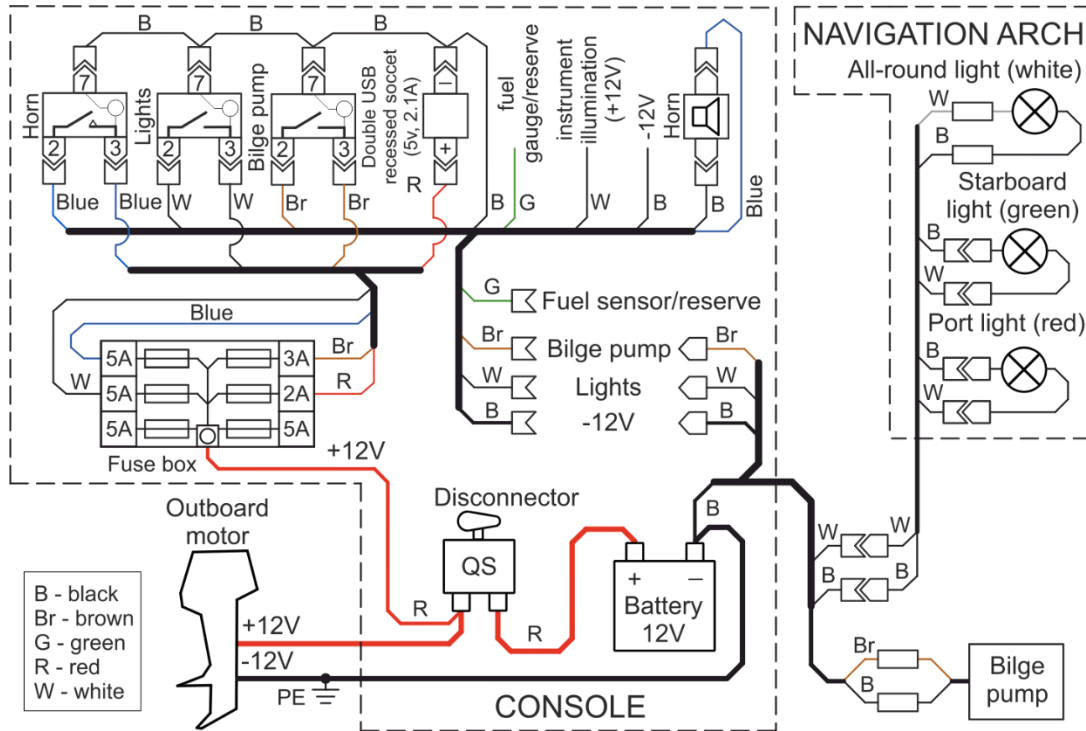 B B B B
7 7 7 –
Horn
Lights
Bilge pump
Double USB
recessed soccet
(5v, 2.1A)
fuel
gauge/reserve
instrument
illumination
(+12V)
-12V
Horn
2 3 2 3 2 3 +
Blue Blue W W Br Br R B G W B B Blue
NAVIGATION ARCH
All-round light (white)
W
B
Starboard
light (green)
B
W
Port light (red)
B
W
G Fuel sensor/reserve
Br Bilge pump Br
W Lights W
B -12V B
Blue
W
5A 3A Br
5A 2A R
5A 5A
Fuse box
+12V
Disconnector
QS
R
R
B
+ –
Battery
12V
Outboard
motor
+12V
-12V
PE
B - black
Br - brown
G - green
R - red
W - white
CONSOLE
W W
B B
Br
B
Bilge
pump